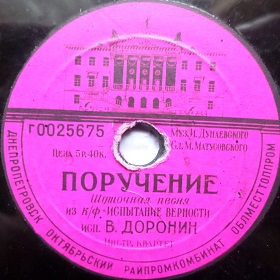 ГО025675
Муз. И. Дунаевского
Цена 5 р. 40 к.
Сл. М. Матусовского
ПОРУЧЕНИЕ
Шуточная песня
ИЗ К/Ф. "ИСПЫТАНИЕ ВЕРНОСТИ"
ИСП. В. ДОРОНИН
ИНСТР. КВАРТЕТ
ДНЕПРОПЕТРОВСК ОКТЯБРЬСКИЙ РАЙПРОМКОМБИНАТ ОБЛМЕСТТОППРОМ